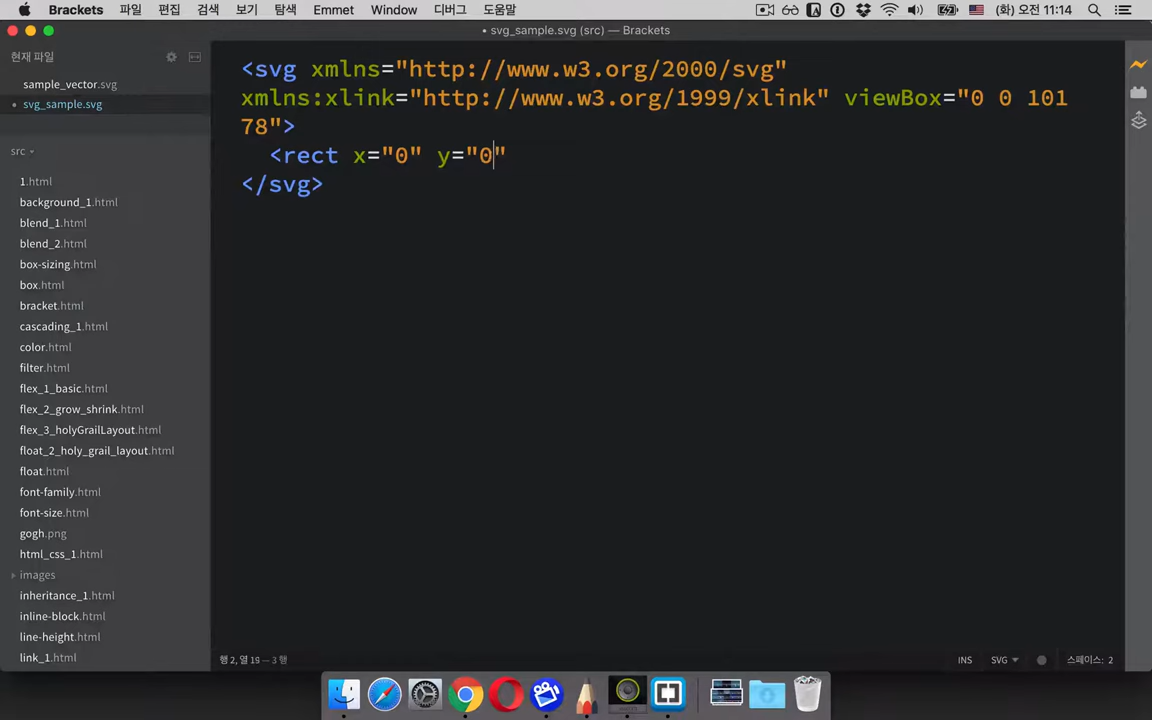 Brackets 파일 편집 검색 보기 탐색 Emmet Window 디버그 도움말 (화) 오전 11:14
• svg_sample.svg (src) — Brackets
현재 파일
sample_vector.svg
• svg_sample.svg
src
1.html
background_1.html
blend_1.html
blend_2.html
box-sizing.html
box.html
bracket.html
cascading_1.html
color.html
filter.html
flex_1_basic.html
flex_2_grow_shrink.html
flex_3_holyGrailLayout.html
float_2_holy_grail_layout.html
float.html
font-family.html
font-size.html
gogh.png
html_css_1.html
images
inheritance_1.html
inline-block.html
line-height.html
link_1.html
<svg xmlns="http://www.w3.org/2000/svg"
xmlns:xlink="http://www.w3.org/1999/xlink" viewBox="0 0 101
78">
<rect x="0" y="0"
</svg>
행 2, 열 19 — 3 행
INS SVG 스페이스: 2